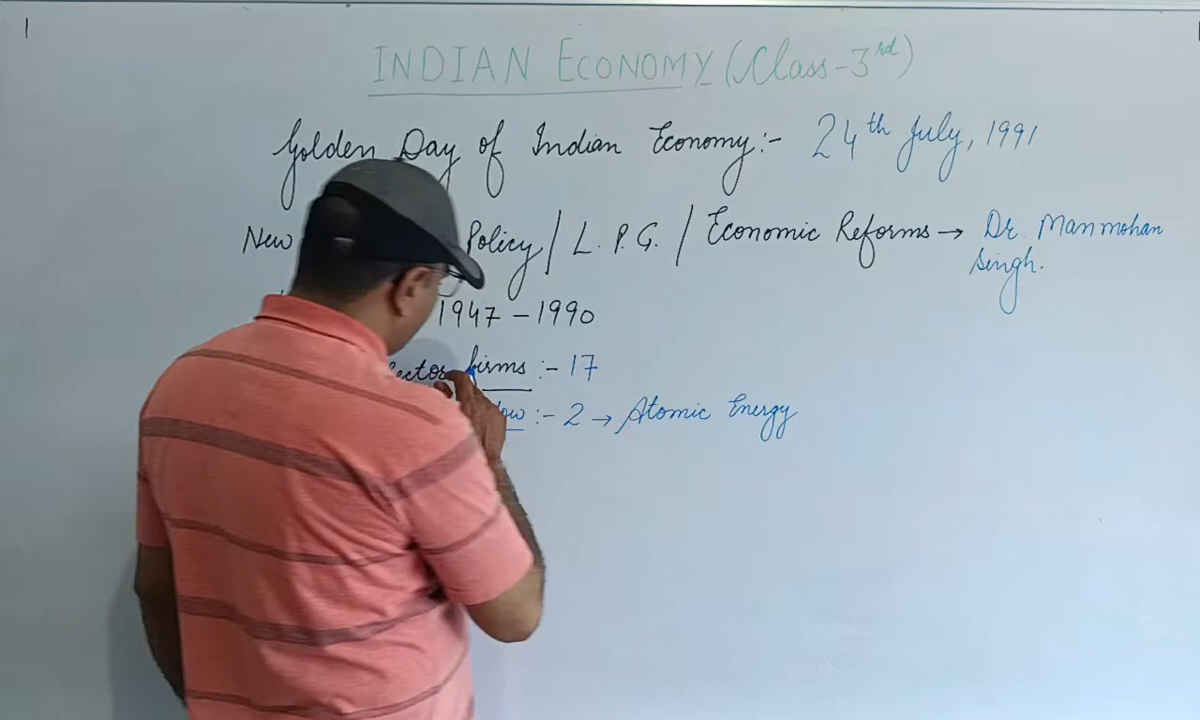 INDIAN ECONOMY (Class-3rd)
Golden Day of Indian Economy:- 24th July, 1991
New Policy / L.P.G. / Economic Reforms → Dr. Manmohan
Singh.
1947 - 1990
firms :- 17
:- 2 → Atomic Energy